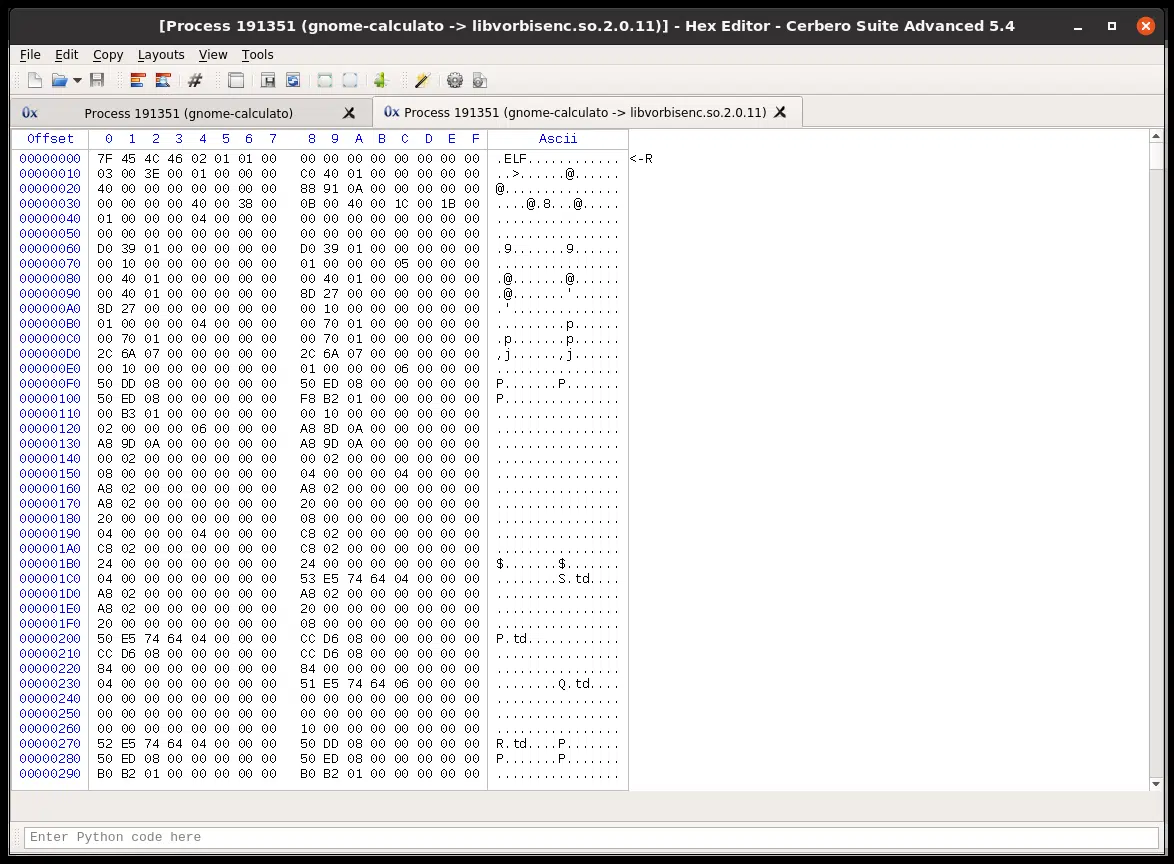 [Process 191351 (gnome-calculato -> libvorbisenc.so.2.0.11)] - Hex Editor - Cerbero Suite Advanced 5.4
File Edit Copy Layouts View Tools
0x Process 191351 (gnome-calculato) 0x Process 191351 (gnome-calculato -> libvorbisenc.so.2.0.11)
Offset 0 1 2 3 4 5 6 7 8 9 A B C D E F Ascii
00000000 7F 45 4C 46 02 01 01 00 00 00 00 00 00 00 00 00 .ELF............ <-R
00000010 03 00 3E 00 01 00 00 00 C0 40 01 00 00 00 00 00 ..>......@......
00000020 40 00 00 00 00 00 00 00 88 91 0A 00 00 00 00 00 @...............
00000030 00 00 00 00 40 00 38 00 0B 00 40 00 1C 00 1B 00 ....@.8...@.....
00000040 01 00 00 00 04 00 00 00 00 00 00 00 00 00 00 00 ................
00000050 00 00 00 00 00 00 00 00 00 00 00 00 00 00 00 00 ................
00000060 D0 39 01 00 00 00 00 00 D0 39 01 00 00 00 00 00 .9.......9......
00000070 00 10 00 00 00 00 00 00 01 00 00 00 05 00 00 00 ................
00000080 00 40 01 00 00 00 00 00 00 40 01 00 00 00 00 00 .@.......@......
00000090 00 40 01 00 00 00 00 00 8D 27 00 00 00 00 00 00 .@.......'......
000000A0 8D 27 00 00 00 00 00 00 00 10 00 00 00 00 00 00 .'..............
000000B0 01 00 00 00 04 00 00 00 00 70 01 00 00 00 00 00 .........p......
000000C0 00 70 01 00 00 00 00 00 00 70 01 00 00 00 00 00 .p.......p......
000000D0 2C 6A 07 00 00 00 00 00 2C 6A 07 00 00 00 00 00 ,j......,j......
000000E0 00 10 00 00 00 00 00 00 01 00 00 00 06 00 00 00 ................
000000F0 50 DD 08 00 00 00 00 00 50 ED 08 00 00 00 00 00 P.......P.......
00000100 50 ED 08 00 00 00 00 00 F8 B2 01 00 00 00 00 00 P...............
00000110 00 B3 01 00 00 00 00 00 00 10 00 00 00 00 00 00 ................
00000120 02 00 00 00 06 00 00 00 A8 8D 0A 00 00 00 00 00 ................
00000130 A8 9D 0A 00 00 00 00 00 A8 9D 0A 00 00 00 00 00 ................
00000140 00 02 00 00 00 00 00 00 00 02 00 00 00 00 00 00 ................
00000150 08 00 00 00 00 00 00 00 04 00 00 00 04 00 00 00 ................
00000160 A8 02 00 00 00 00 00 00 A8 02 00 00 00 00 00 00 ................
00000170 A8 02 00 00 00 00 00 00 20 00 00 00 00 00 00 00 ................
00000180 20 00 00 00 00 00 00 00 08 00 00 00 00 00 00 00 ................
00000190 04 00 00 00 04 00 00 00 C8 02 00 00 00 00 00 00 ................
000001A0 C8 02 00 00 00 00 00 00 C8 02 00 00 00 00 00 00 ................
000001B0 24 00 00 00 00 00 00 00 24 00 00 00 00 00 00 00 $.......$.......
000001C0 04 00 00 00 00 00 00 00 53 E5 74 64 04 00 00 00 ........S.td....
000001D0 A8 02 00 00 00 00 00 00 A8 02 00 00 00 00 00 00 ................
000001E0 A8 02 00 00 00 00 00 00 20 00 00 00 00 00 00 00 ................
000001F0 20 00 00 00 00 00 00 00 08 00 00 00 00 00 00 00 ................
00000200 50 E5 74 64 04 00 00 00 CC D6 08 00 00 00 00 00 P.td............
00000210 CC D6 08 00 00 00 00 00 CC D6 08 00 00 00 00 00 ................
00000220 84 00 00 00 00 00 00 00 84 00 00 00 00 00 00 00 ................
00000230 04 00 00 00 00 00 00 00 51 E5 74 64 06 00 00 00 ........Q.td....
00000240 00 00 00 00 00 00 00 00 00 00 00 00 00 00 00 00 ................
00000250 00 00 00 00 00 00 00 00 00 00 00 00 00 00 00 00 ................
00000260 00 00 00 00 00 00 00 00 10 00 00 00 00 00 00 00 ................
00000270 52 E5 74 64 04 00 00 00 50 DD 08 00 00 00 00 00 R.td....P.......
00000280 50 ED 08 00 00 00 00 00 50 ED 08 00 00 00 00 00 P.......P.......
00000290 B0 B2 01 00 00 00 00 00 B0 B2 01 00 00 00 00 00 ................
Enter Python code here